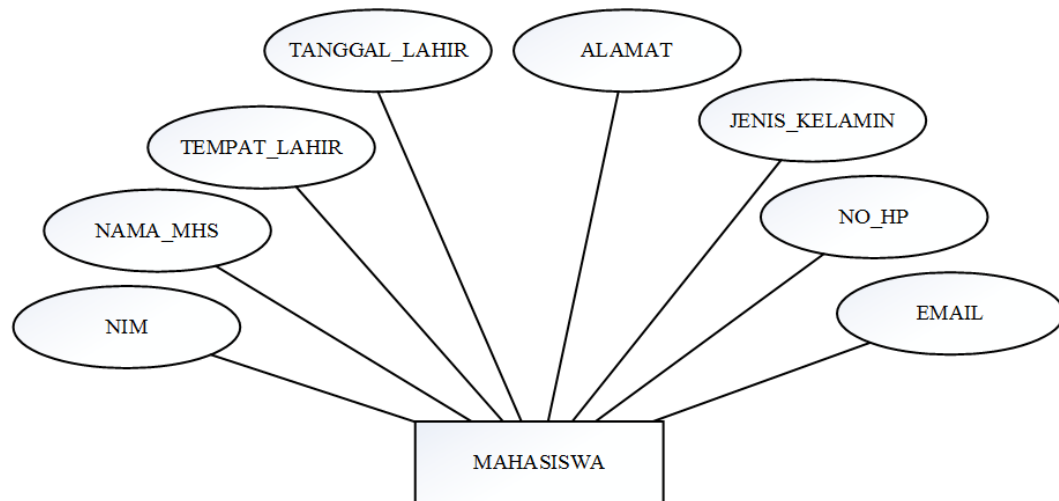 TANGGAL_LAHIR
ALAMAT
JENIS_KELAMIN
TEMPAT_LAHIR
NAMA_MHS
NO_HP
NIM
EMAIL
MAHASISWA